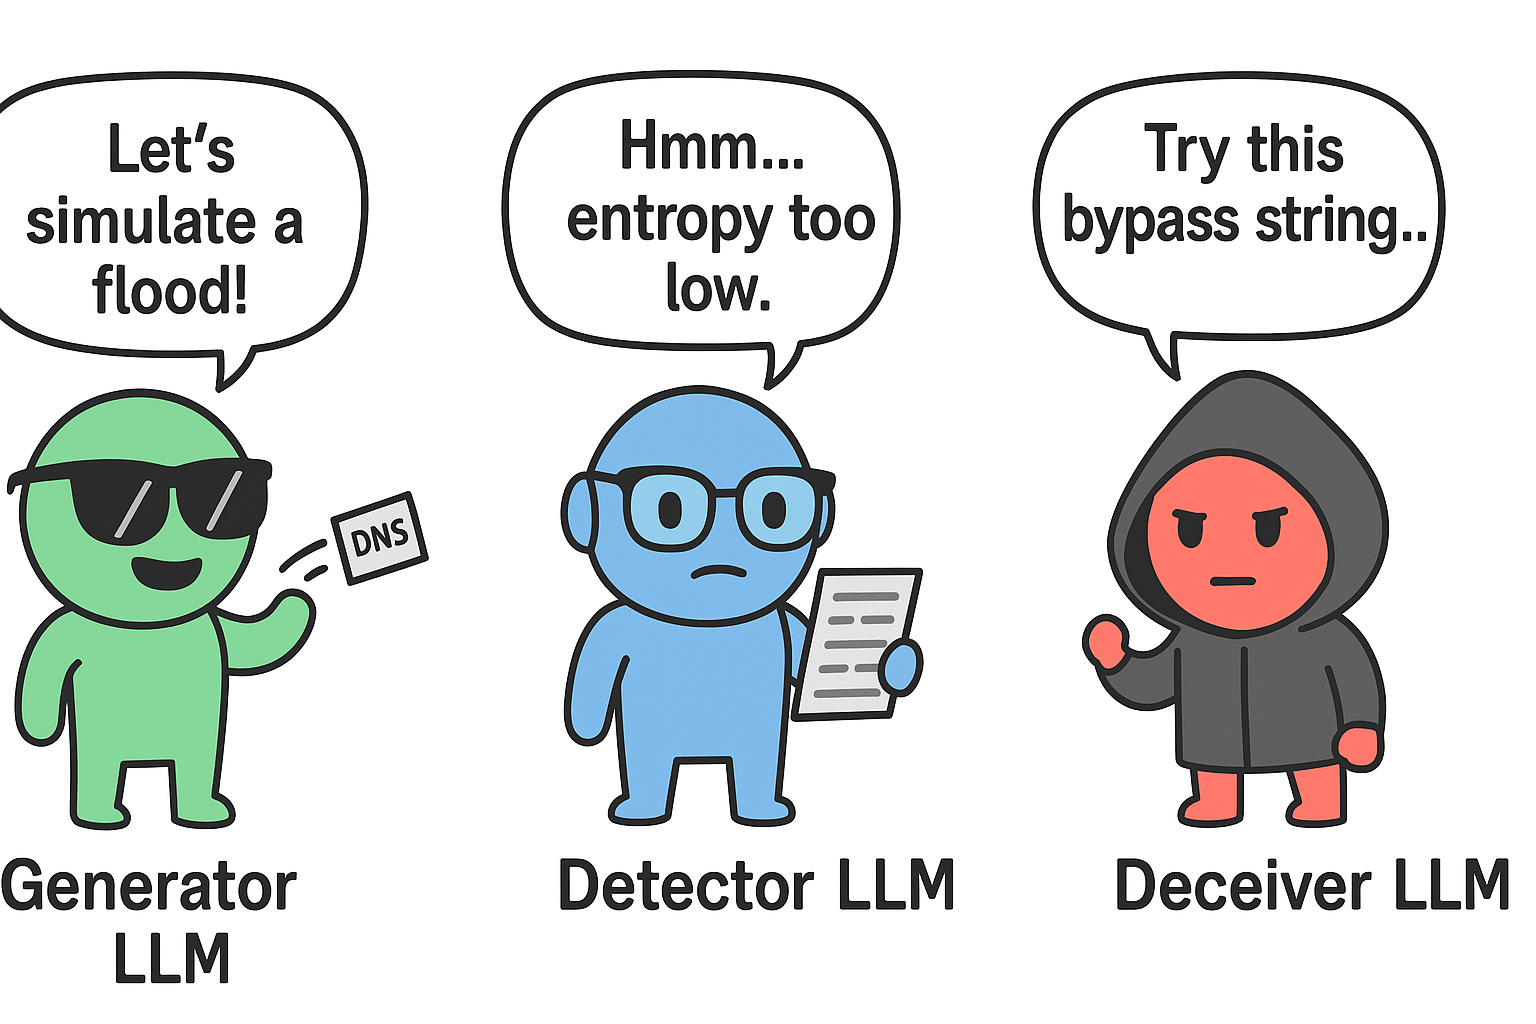 Let's
simulate a
flood!
Hmm...
entropy too
low.
Try this
bypass string..
DNS
Generator
LLM
Detector LLM
Deceiver LLM